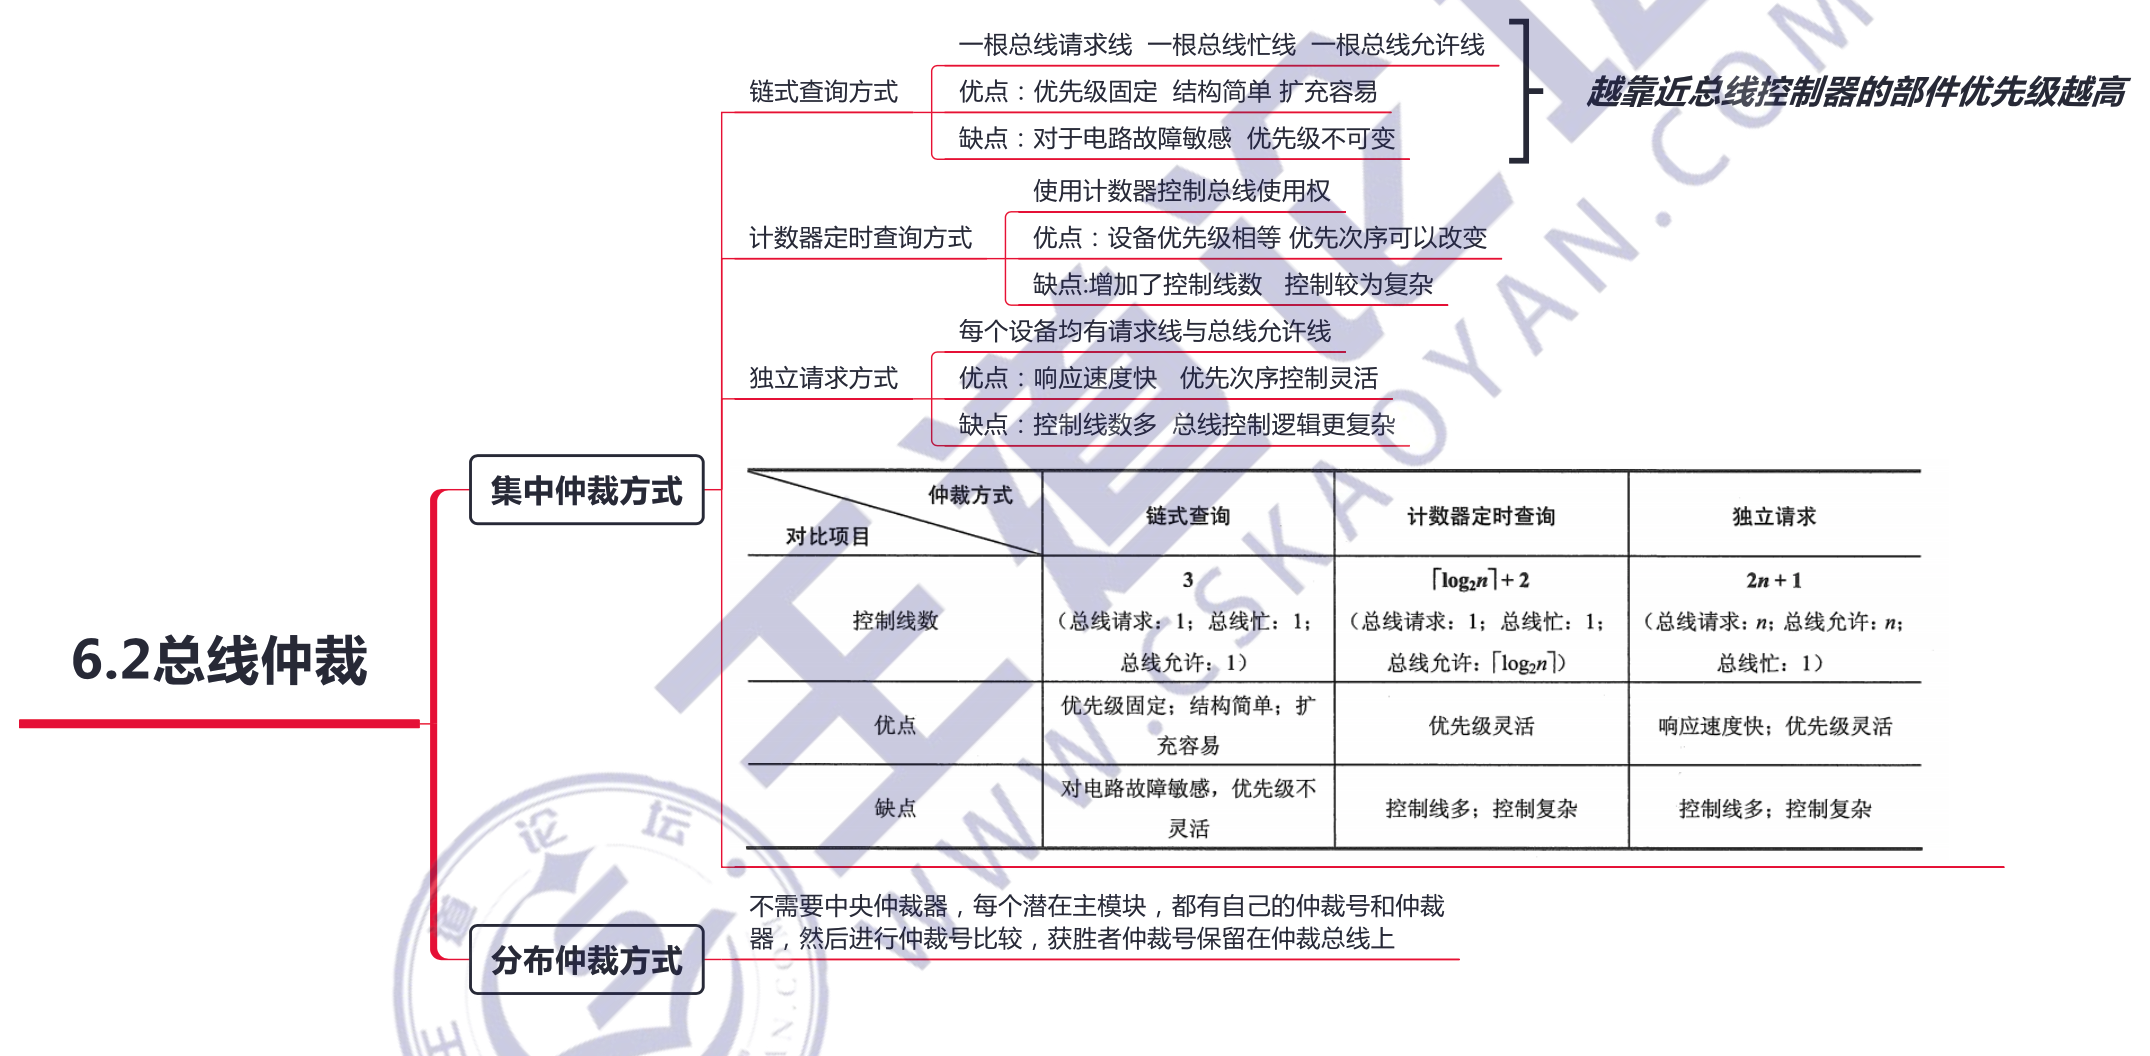 一根总线请求线 一根总线忙线 一根总线允许线
链式查询方式
优点：优先级固定 结构简单 扩充容易
缺点：对于电路故障敏感 优先级不可变
越靠近总线控制器的部件优先级越高
使用计数器控制总线使用权
计数器定时查询方式
优点：设备优先级相等 优先次序可以改变
缺点:增加了控制线数 控制较为复杂
每个设备均有请求线与总线允许线
独立请求方式
优点：响应速度快 优先次序控制灵活
缺点：控制线数多 总线控制逻辑更复杂
集中仲裁方式
仲裁方式
对比项目
链式查询
计数器定时查询
独立请求
控制线数
3
（总线请求：1；总线忙：1；
总线允许：1）
⌈log₂n⌉+2
（总线请求：1；总线忙：1；
总线允许：⌈log₂n⌉）
2n+1
（总线请求：n；总线允许：n；
总线忙：1）
优点
优先级固定；结构简单；扩
充容易
优先级灵活
响应速度快；优先级灵活
缺点
对电路故障敏感，优先级不
灵活
控制线多；控制复杂
控制线多；控制复杂
6.2总线仲裁
分布仲裁方式
不需要中央仲裁器，每个潜在主模块，都有自己的仲裁号和仲裁
器，然后进行仲裁号比较，获胜者仲裁号保留在仲裁总线上
王道论坛
WWW.CSKAOYAN.COM
王道论坛